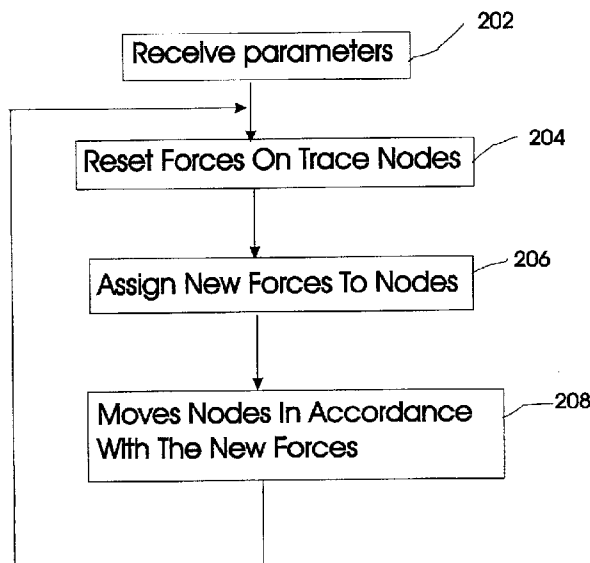 202
Receive parameters
204
Reset Forces On Trace Nodes
206
Assign New Forces To Nodes
208
Moves Nodes In Accordance
With The New Forces